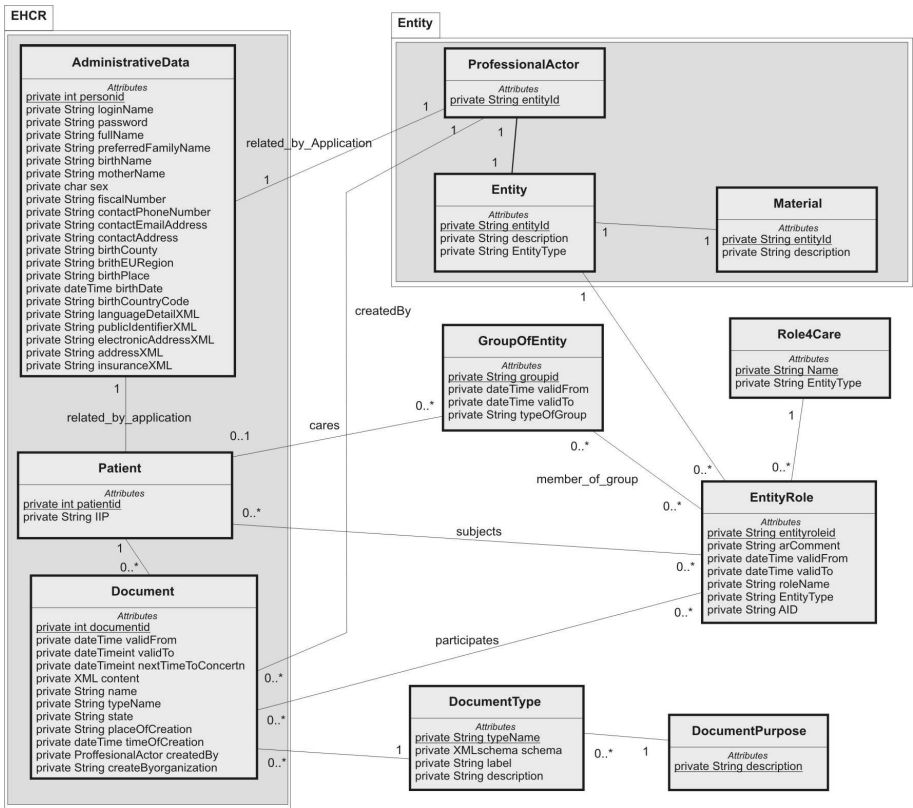 EHCR
AdministrativeData
Attributes
private int personid
private String loginName
private String password
private String fullName
private String preferredFamilyName
private String birthName
private String motherName
private char sex
private String fiscalNumber
private String contactPhoneNumber
private String contactEmailAddress
private String contactAddress
private String birthCounty
private String brithEURegion
private String birthPlace
private dateTime birthDate
private String birthCountryCode
private String languageDetailXML
private String publicIdentifierXML
private String electronicAddressXML
private String addressXML
private String insuranceXML
1
related_by_application
Patient
Attributes
private int patientid
private String IIP
1
0..*
Document
Attributes
private int documentid
private dateTime validFrom
private dateTimeint validTo
private dateTimeint nextTimeToConcertn
private XML content
private String name
private String typeName
private String state
private String placeOfCreation
private dateTime timeOfCreation
private ProffesionalActor createdBy
private String createByorganization
Entity
ProfessionalActor
Attributes
private String entityId
1
related_by_Application
1
1
1
1
Entity
Attributes
private String entityId
private String description
private String EntityType
1
1
Material
Attributes
private String entityId
private String description
1
createdBy
GroupOfEntity
Attributes
private String groupid
private dateTime validFrom
private dateTime validTo
private String typeOfGroup
0..*
cares
0..1
0..*
member_of_group
0..*
Role4Care
Attributes
private String Name
private String EntityType
1
0..*
0..*
EntityRole
Attributes
private String entityroleid
private String arComment
private dateTime validFrom
private dateTime validTo
private String roleName
private String EntityType
private String AID
0..*
subjects
0..*
0..*
participates
0..*
0..*
0..*
1
DocumentType
Attributes
private String typeName
private XMLschema schema
private String label
private String description
0..*
1
DocumentPurpose
Attributes
private String description